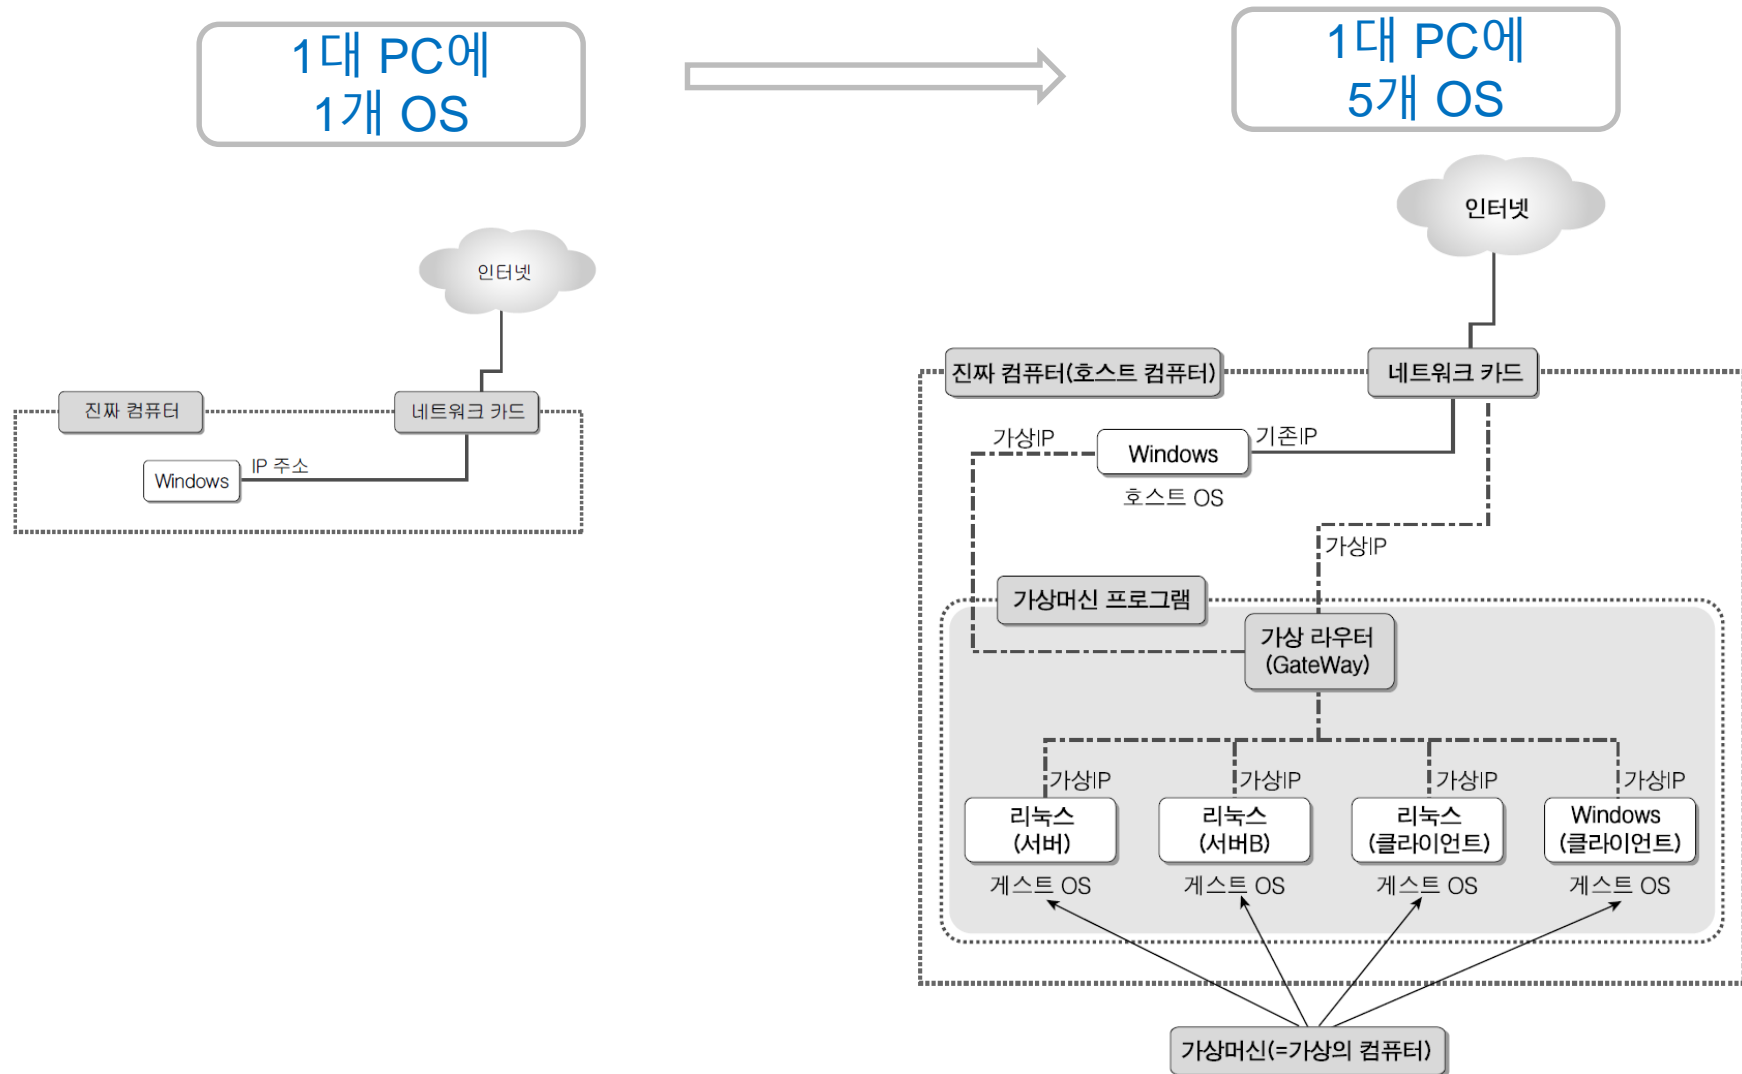 1대 PC에
1개 OS
1대 PC에
5개 OS
인터넷
진짜 컴퓨터
네트워크 카드
IP 주소
Windows
인터넷
진짜 컴퓨터(호스트 컴퓨터)
네트워크 카드
가상IP
Windows
기존IP
호스트 OS
가상IP
가상머신 프로그램
가상 라우터
(GateWay)
가상IP
가상IP
가상IP
가상IP
리눅스
(서버)
리눅스
(서버B)
리눅스
(클라이언트)
Windows
(클라이언트)
게스트 OS
게스트 OS
게스트 OS
게스트 OS
가상머신(=가상의 컴퓨터)